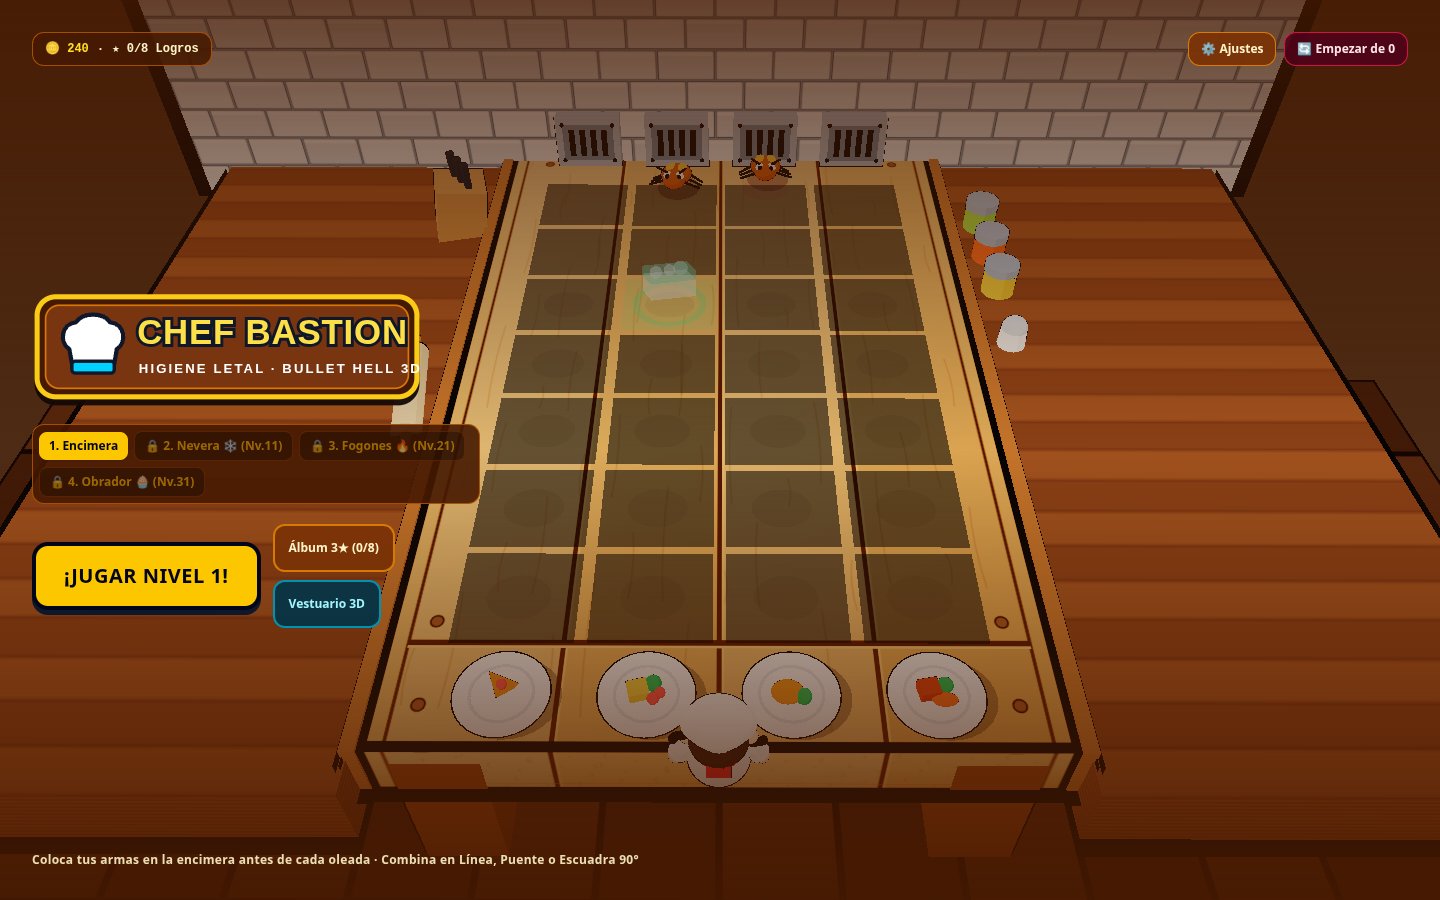 240 · ★ 0/8 Logros
⚙️ Ajustes
🔄 Empezar de 0
CHEF BASTION
HIGIENE LETAL · BULLET HELL 3D
1. Encimera
🔒 2. Nevera ❄️ (Nv.11)
🔒 3. Fogones 🔥 (Nv.21)
🔒 4. Obrador 🧁 (Nv.31)
¡JUGAR NIVEL 1!
Álbum 3★ (0/8)
Vestuario 3D
Coloca tus armas en la encimera antes de cada oleada · Combina en Línea, Puente o Escuadra 90°